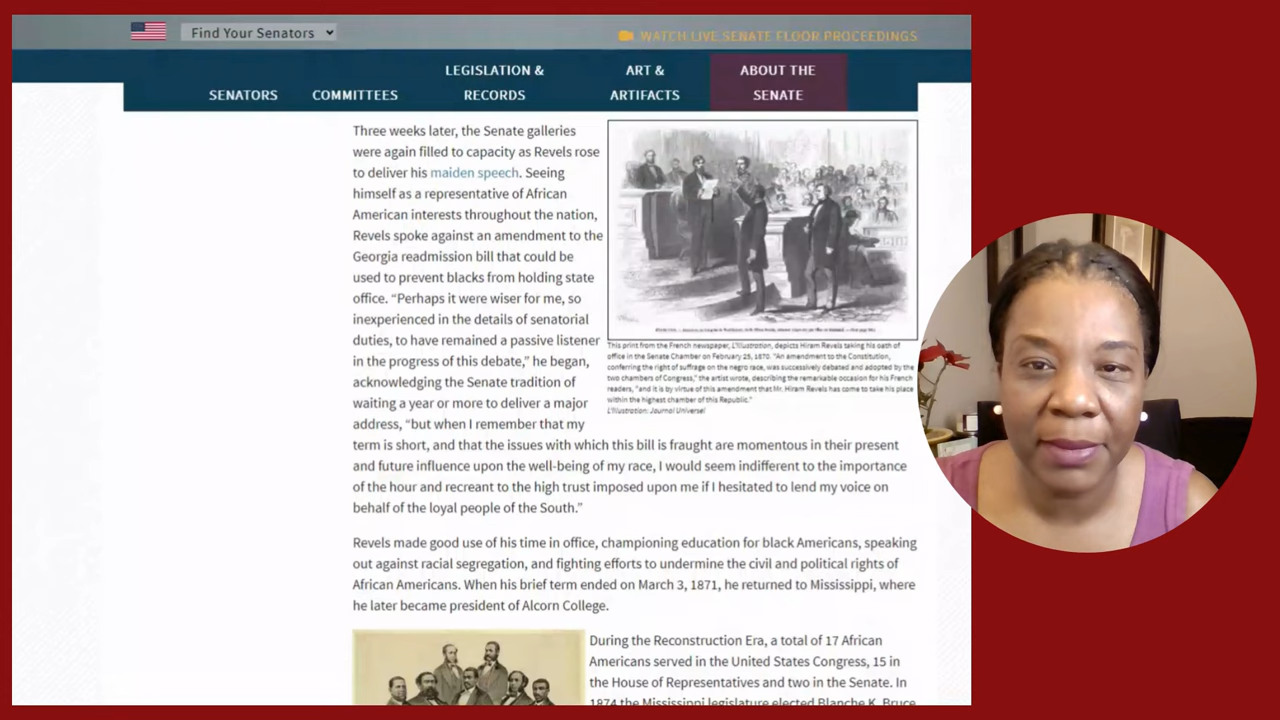 Find Your Senators
WATCH LIVE SENATE FLOOR PROCEEDINGS
SENATORS
COMMITTEES
LEGISLATION &
RECORDS
ART &
ARTIFACTS
ABOUT THE
SENATE
Three weeks later, the Senate galleries
were again filled to capacity as Revels rose
to deliver his maiden speech. Seeing
himself as a representative of African
American interests throughout the nation,
Revels spoke against an amendment to the
Georgia readmission bill that could be
used to prevent blacks from holding state
office. “Perhaps it were wiser for me, so
inexperienced in the details of senatorial
duties, to have remained a passive listener
in the progress of this debate,” he began,
acknowledging the Senate tradition of
waiting a year or more to deliver a major
address, “but when I remember that my
term is short, and that the issues with which this bill is fraught are momentous in their present
and future influence upon the well-being of my race, I would seem indifferent to the importance
of the hour and recreant to the high trust imposed upon me if I hesitated to lend my voice on
behalf of the loyal people of the South.”
This print from the French newspaper, L'Illustration, depicts Hiram Revels taking his oath of
office in the Senate Chamber on February 25, 1870. "An amendment to the Constitution,
conferring the right of suffrage on the negro race, was successively debated and adopted by the
two chambers of Congress," the artist wrote, describing the remarkable occasion for his French
readers, "and it is by virtue of this amendment that Mr. Hiram Revels has come to take his place
within the highest chamber of this Republic."
L'Illustration: Journal Universel
Revels made good use of his time in office, championing education for black Americans, speaking
out against racial segregation, and fighting efforts to undermine the civil and political rights of
African Americans. When his brief term ended on March 3, 1871, he returned to Mississippi, where
he later became president of Alcorn College.
During the Reconstruction Era, a total of 17 African
Americans served in the United States Congress, 15 in
the House of Representatives and two in the Senate. In
1874 the Mississippi legislature elected Blanche K. Bruce